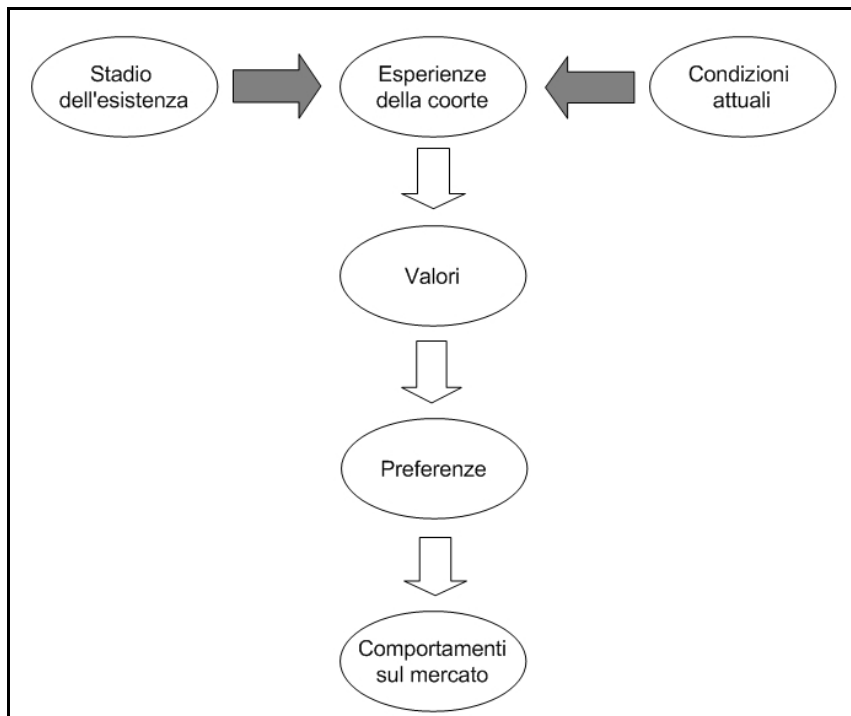 Stadio
dell'esistenza
Esperienze
della coorte
Condizioni
attuali
Valori
Preferenze
Comportamenti
sul mercato